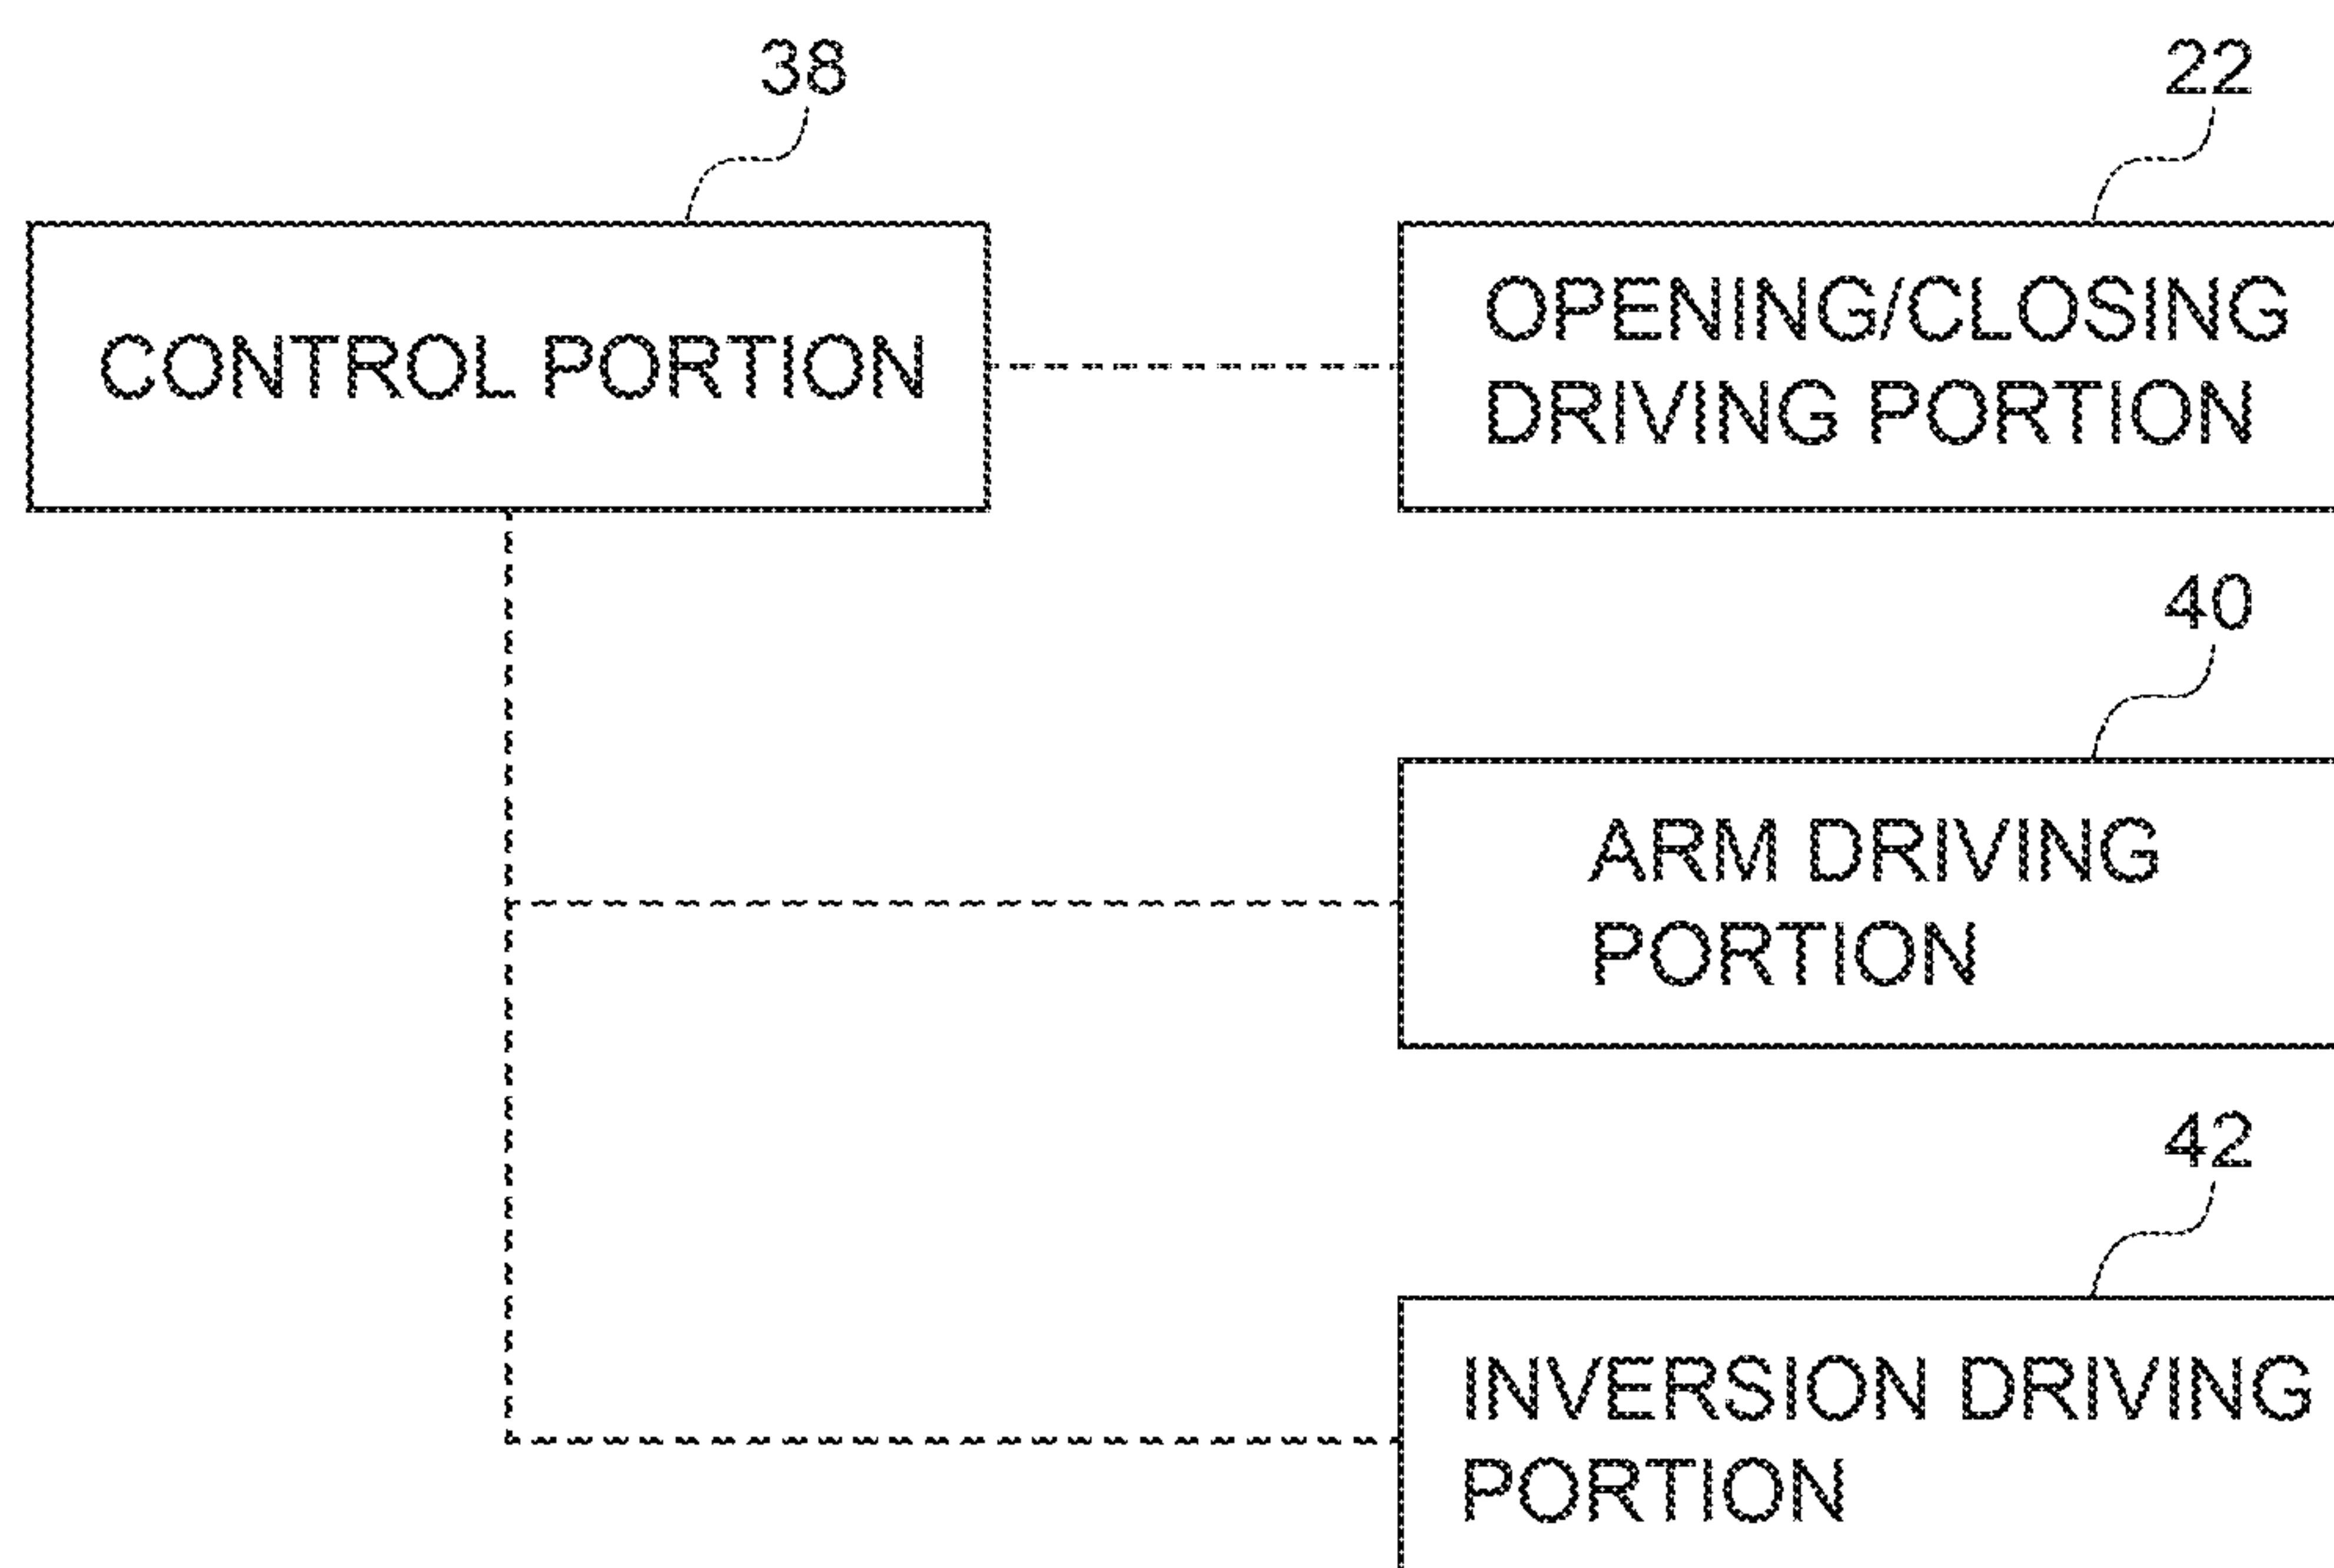 38
22
CONTROL PORTION
OPENING/CLOSING
DRIVING PORTION
40
ARM DRIVING
PORTION
42
INVERSION DRIVING
PORTION